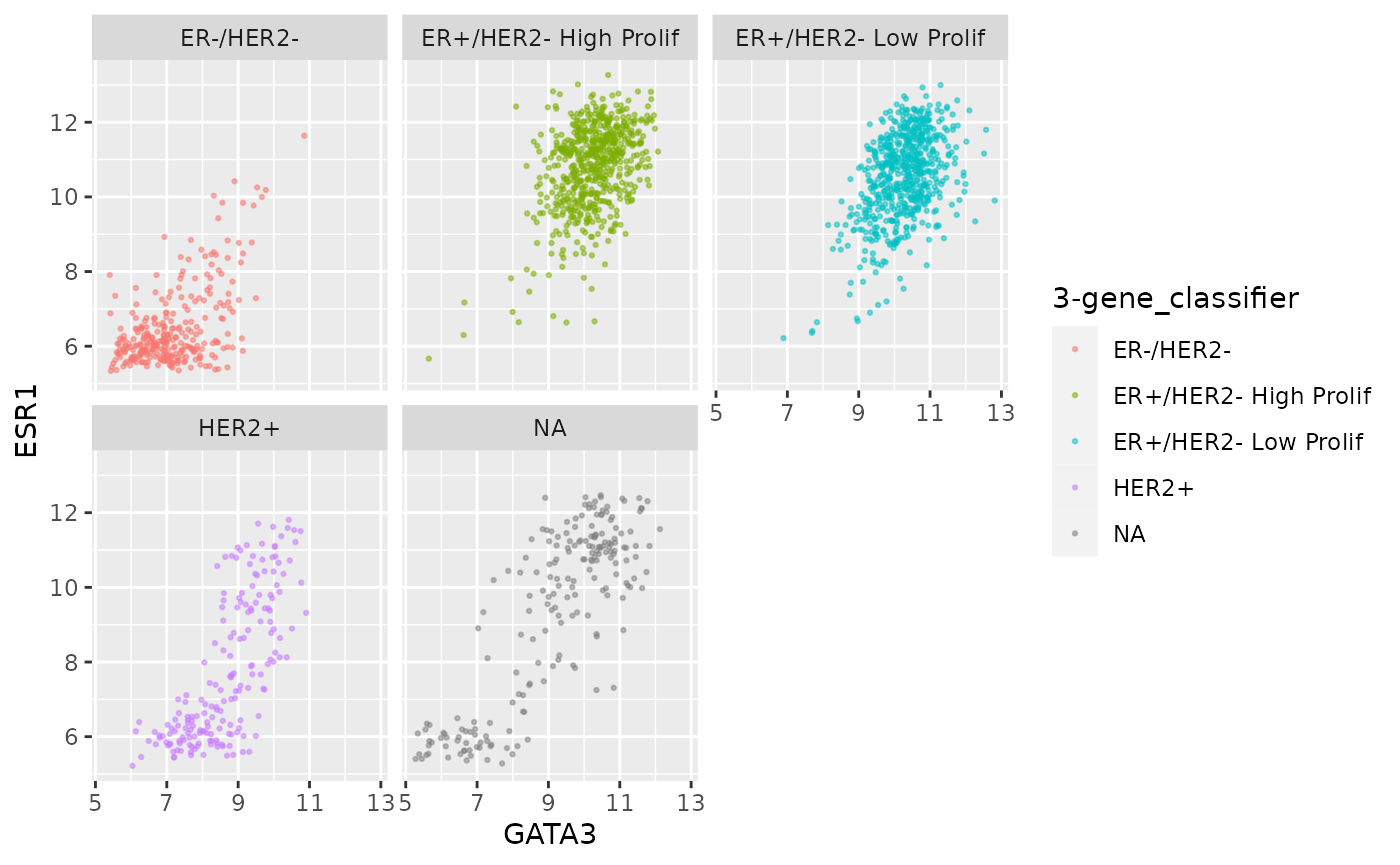 ER-/HER2-
ER+/HER2- High Prolif
ER+/HER2- Low Prolif
12
10
8
6
5 7 9 11 13
HER2+
NA
12
10
8
6
5 7 9 11 13
5 7 9 11 13
ESR1
GATA3
3-gene_classifier
ER-/HER2-
ER+/HER2- High Prolif
ER+/HER2- Low Prolif
HER2+
NA